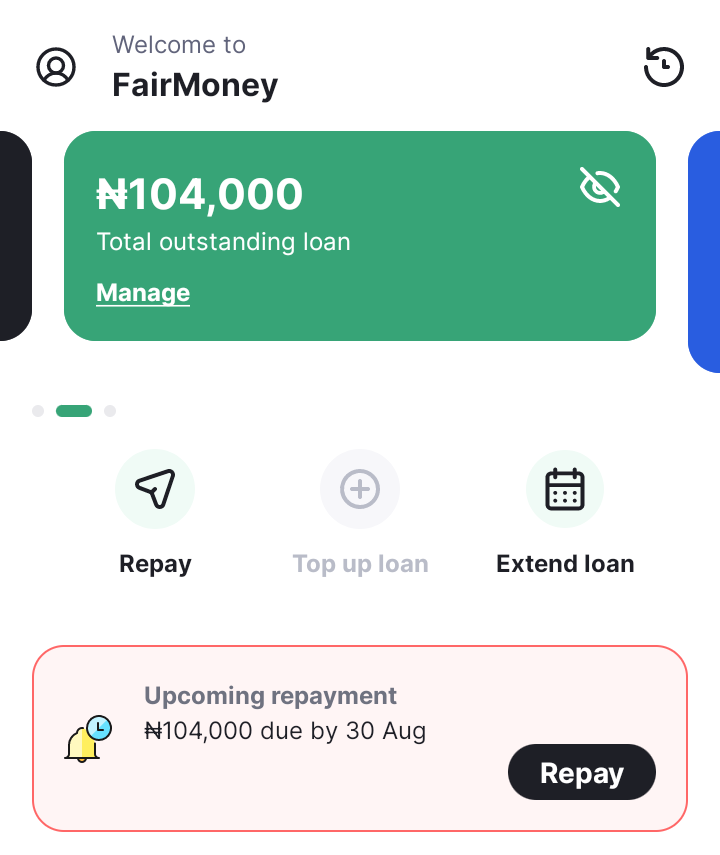 Welcome to
FairMoney
₦104,000
Total outstanding loan
Manage
Repay
Top up loan
Extend loan
Upcoming repayment
₦104,000 due by 30 Aug
Repay